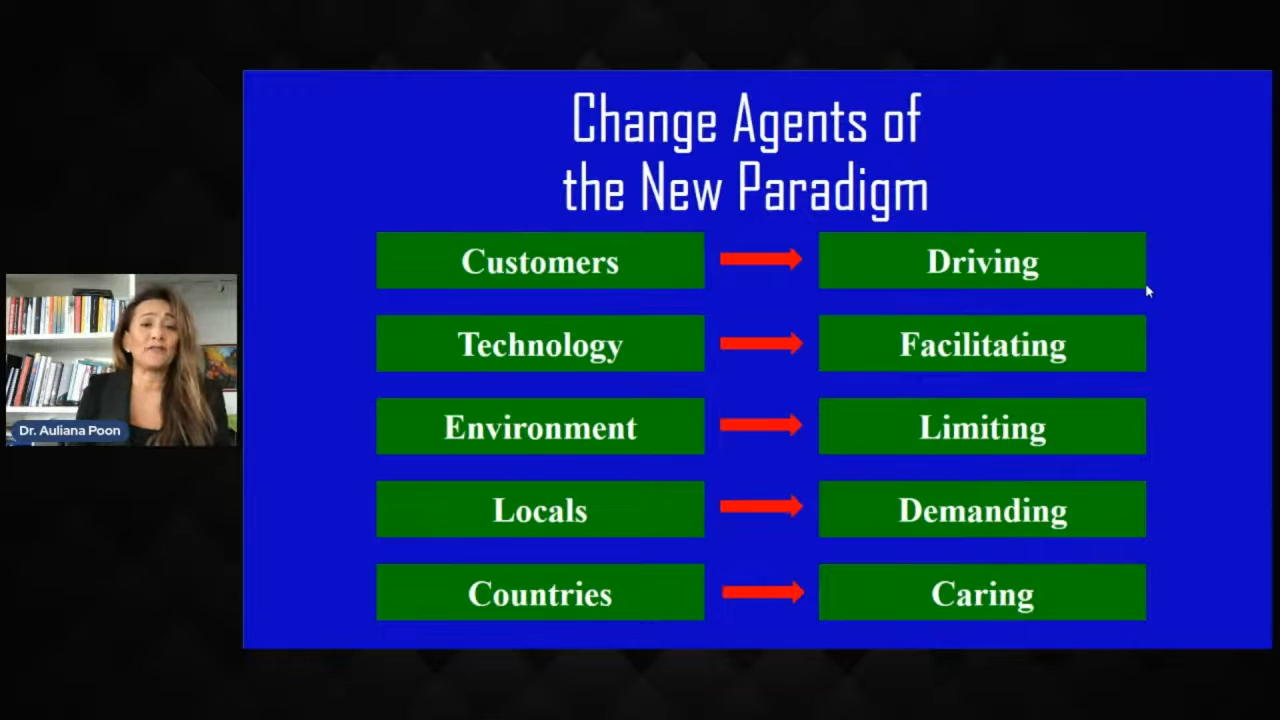 Change Agents of
the New Paradigm
Customers
Driving
Technology
Facilitating
Environment
Limiting
Locals
Demanding
Countries
Caring
Dr. Auliana Poon